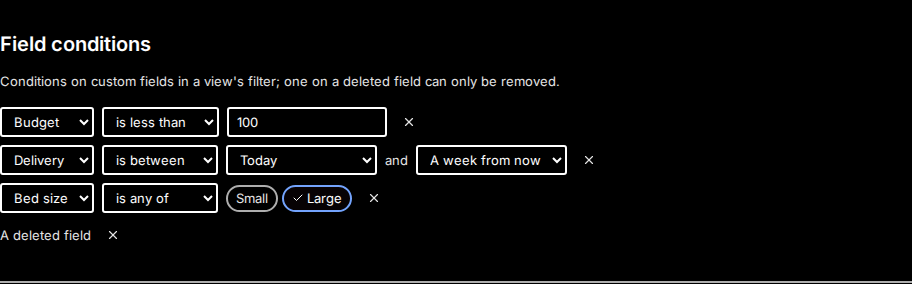 Field conditions
Conditions on custom fields in a view's filter; one on a deleted field can only be removed.
Budget is less than 100
Delivery is between Today and A week from now
Bed size is any of Small Large
A deleted field